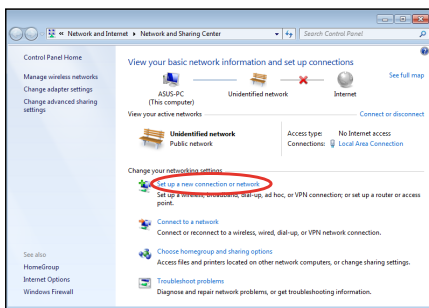 Network and Internet ▸ Network and Sharing Center
Search Control Panel
Control Panel Home
Manage wireless networks
Change adapter settings
Change advanced sharing
settings
See also
HomeGroup
Internet Options
Windows Firewall
View your basic network information and set up connections
See full map
ASUS-PC
(This computer)
Unidentified network
Internet
View your active networks
Connect or disconnect
Unidentified network
Public network
Access type: No Internet access
Connections: Local Area Connection
Change your networking settings
Set up a new connection or network
Set up a wireless, broadband, dial-up, ad hoc, or VPN connection; or set up a router or access
point.
Connect to a network
Connect or reconnect to a wireless, wired, dial-up, or VPN network connection.
Choose homegroup and sharing options
Access files and printers located on other network computers, or change sharing settings.
Troubleshoot problems
Diagnose and repair network problems, or get troubleshooting information.